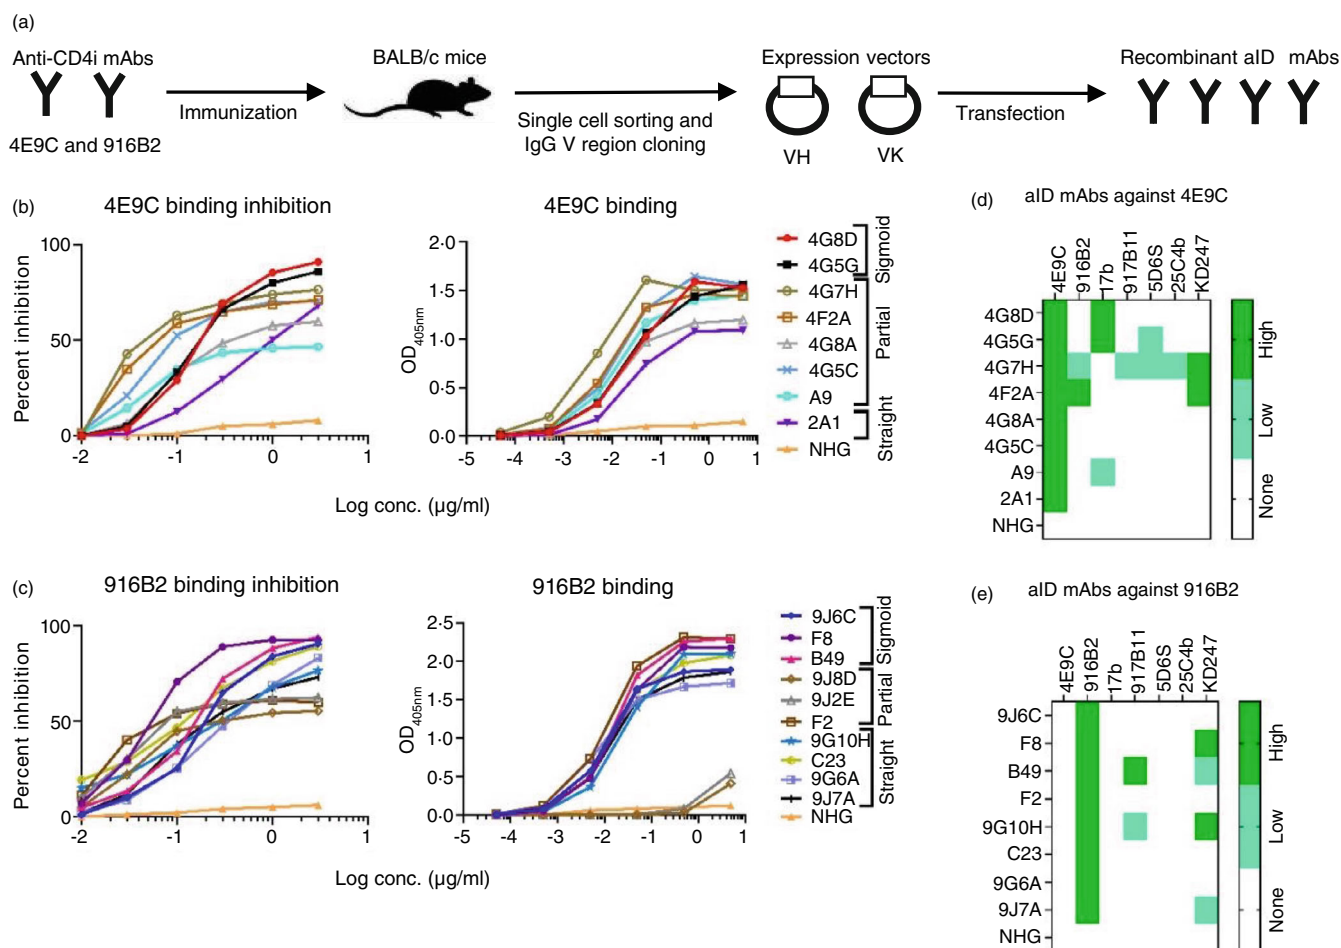 (a)
Anti-CD4i mAbs
4E9C and 916B2
Immunization
BALB/c mice
Single cell sorting and
IgG V region cloning
Expression vectors
VH
VK
Transfection
Recombinant aID mAbs
(b)
4E9C binding inhibition
Percent inhibition
100
50
0
-2
-1
0
1
4E9C binding
OD405nm
2·0
1·5
1·0
0·5
0·0
-5
-4
-3
-2
-1
0
1
Log conc. (µg/ml)
4G8D
4G5G
4G7H
4F2A
4G8A
4G5C
A9
2A1
NHG
Sigmoid
Partial
Straight
(c)
916B2 binding inhibition
Percent inhibition
100
50
0
-2
-1
0
1
916B2 binding
OD405nm
2·5
2·0
1·5
1·0
0·5
0·0
-5
-4
-3
-2
-1
0
1
Log conc. (µg/ml)
9J6C
F8
B49
9J8D
9J2E
F2
9G10H
C23
9G6A
9J7A
NHG
Sigmoid
Partial
Straight
(d)
aID mAbs against 4E9C
4E9C
916B2
17b
917B11
5D6S
25C4b
KD247
4G8D
4G5G
4G7H
4F2A
4G8A
4G5C
A9
2A1
NHG
High
Low
None
(e)
aID mAbs against 916B2
4E9C
916B2
17b
917B11
5D6S
25C4b
KD247
9J6C
F8
B49
F2
9G10H
C23
9G6A
9J7A
NHG
High
Low
None